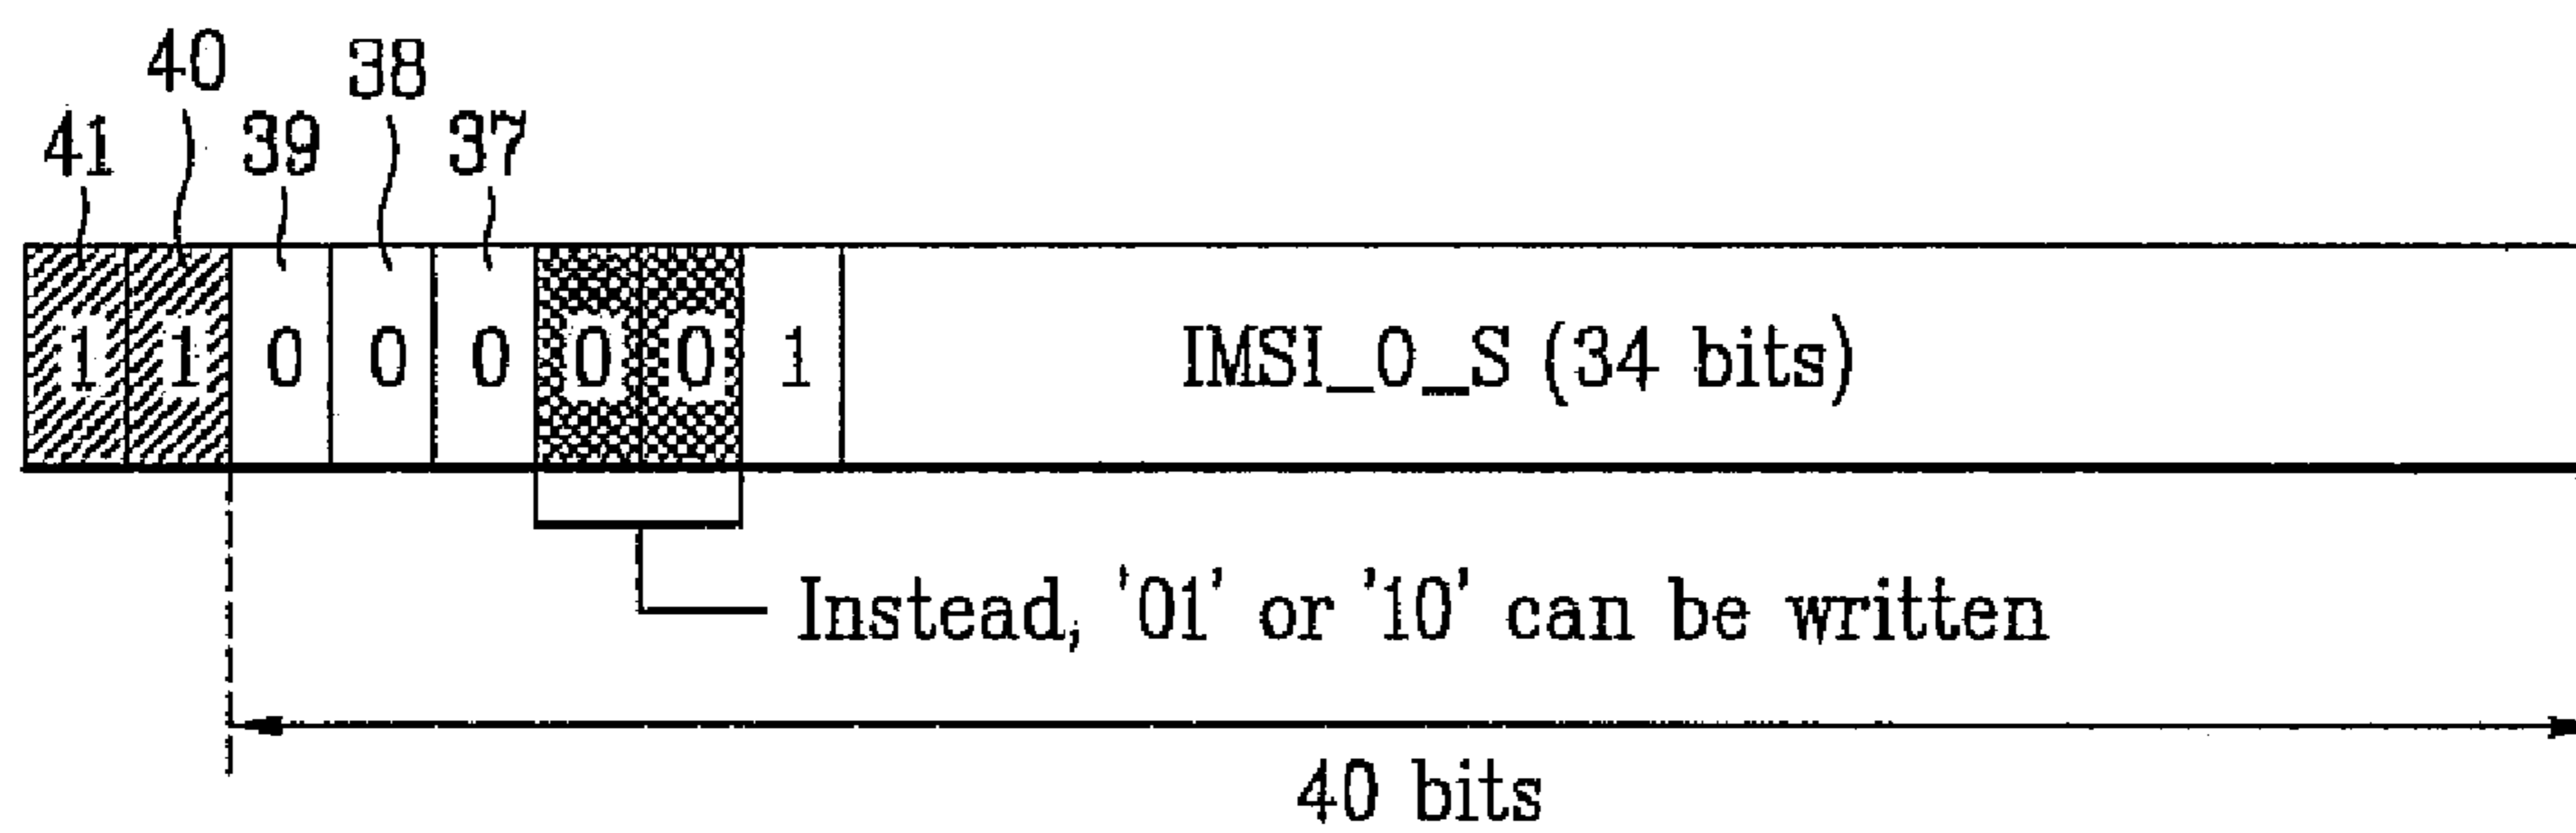 41 40 39 38 37
1 1 0 0 0 0 0 1 IMSI_0_S (34 bits)
Instead, '01' or '10' can be written
40 bits